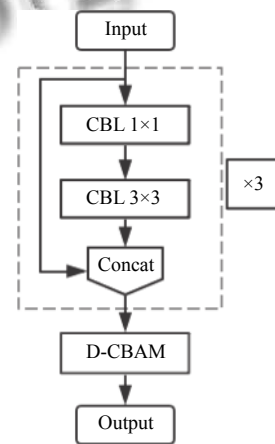 Input
CBL 1×1
CBL 3×3
×3
Concat
D-CBAM
Output